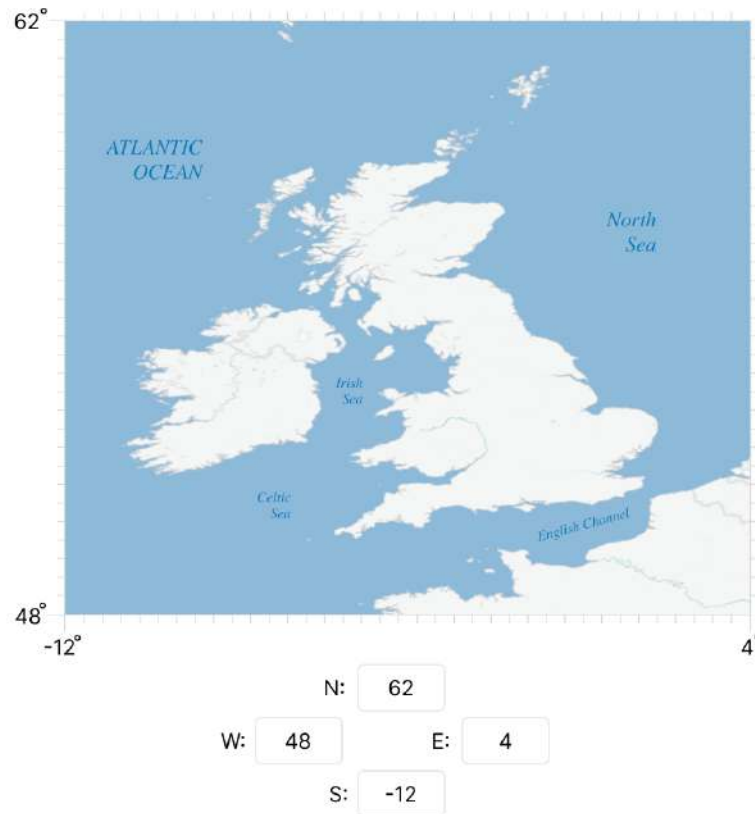 62°
ATLANTIC
OCEAN
North
Sea
Irish
Sea
Celtic
Sea
English Channel
48°
-12°
4
N: 62
W: 48 E: 4
S: -12